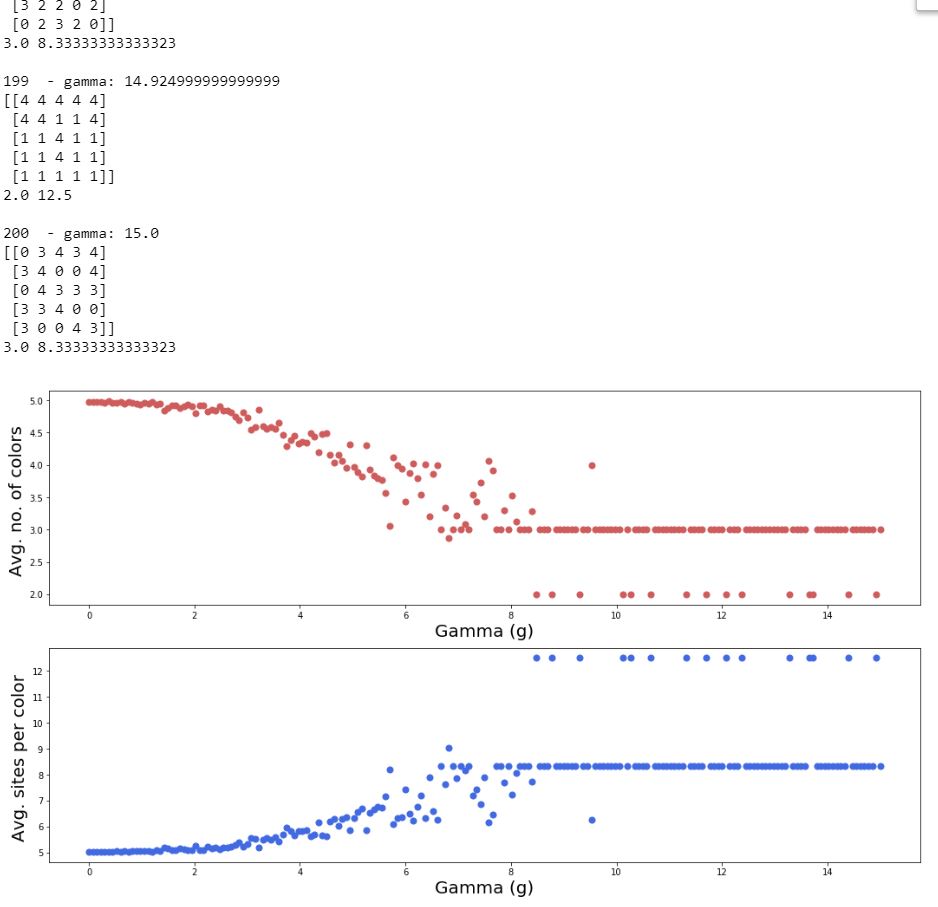 [3 2 2 0 2]
[0 2 3 2 0]]
3.0 8.33333333333323
199  - gamma: 14.924999999999999
[[4 4 4 4 4]
[4 4 1 1 4]
[1 1 4 1 1]
[1 1 4 1 1]
[1 1 1 1 1]]
2.0 12.5
200  - gamma: 15.0
[[0 3 4 3 4]
[3 4 0 0 4]
[0 4 3 3 3]
[3 3 4 0 0]
[3 0 0 4 3]]
3.0 8.33333333333323
Avg. no. of colors
5.0
4.5
4.0
3.5
3.0
2.5
2.0
0 2 4 6 8 10 12 14
Gamma (g)
Avg. sites per color
12
11
10
9
8
7
6
5
0 2 4 6 8 10 12 14
Gamma (g)